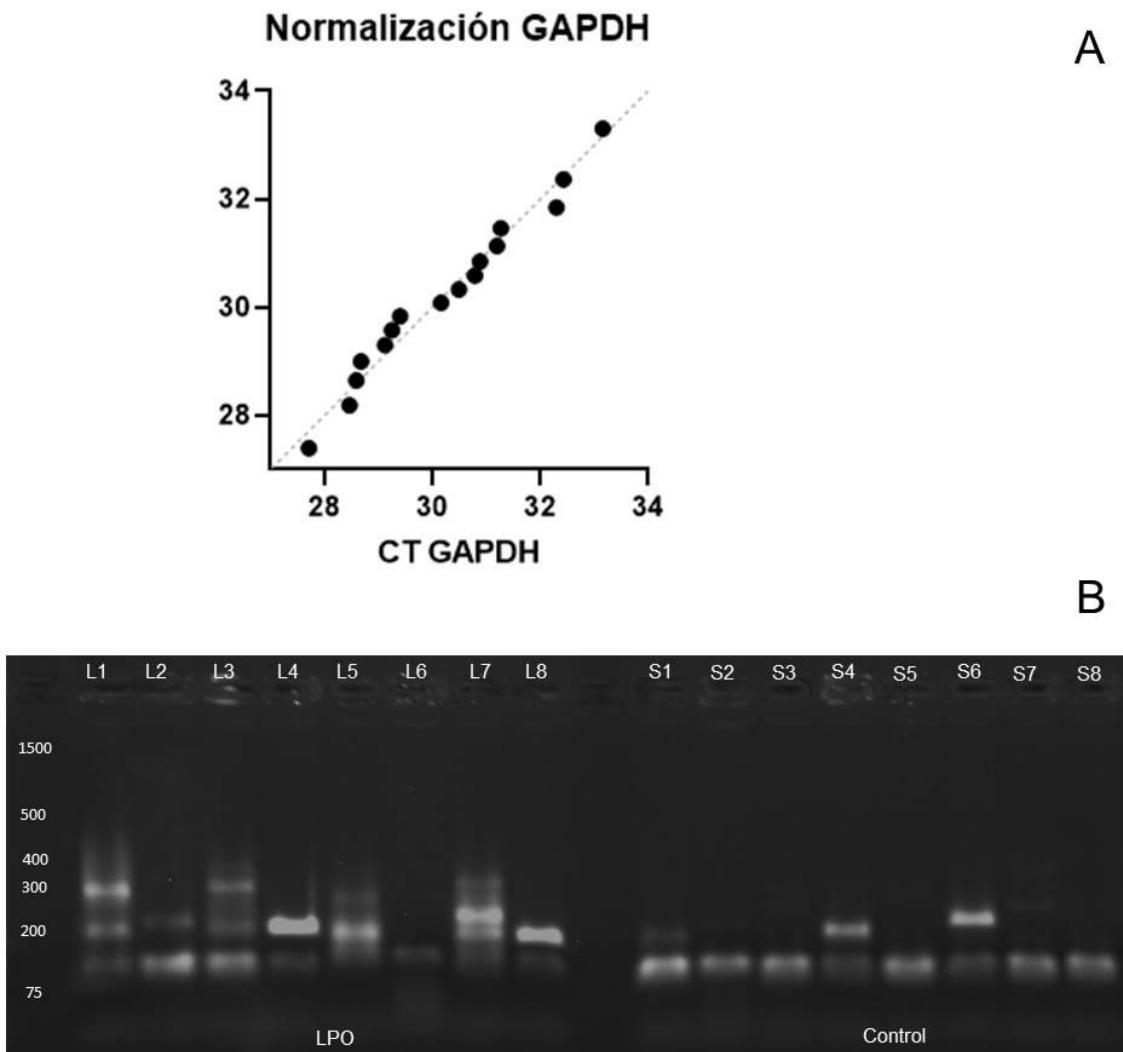 Normalización GAPDH
A
34
32
30
28
28 30 32 34
CT GAPDH
B
L1 L2 L3 L4 L5 L6 L7 L8 S1 S2 S3 S4 S5 S6 S7 S8
1500
500
400
300
200
75
LPO Control